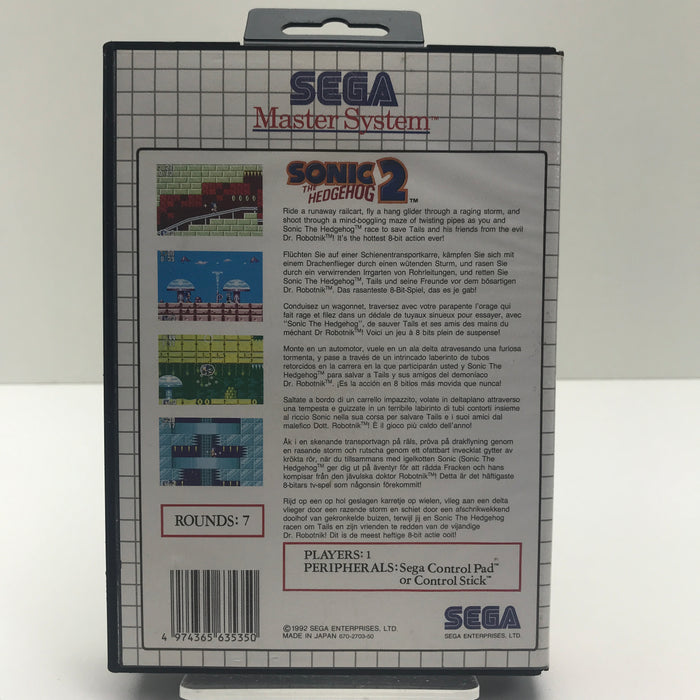 SEGA
Master System™
SONIC
THE
HEDGEHOG
2™
Ride a runaway railcart, fly a hang glider through a raging storm, and
shoot through a mind-boggling maze of twisting pipes as you and
Sonic The Hedgehog™ race to save Tails and his friends from the evil
Dr. Robotnik™! It's the hottest 8-bit action ever!
Flüchten Sie auf einer Schienentransportkarre, kämpfen Sie sich mit
einem Drachenflieger durch einen wütenden Sturm, und rasen Sie
durch ein verwirrenden Irrgarten von Rohrleitungen, und retten Sie
Sonic The Hedgehog™, Tails und seine Freunde vor dem bösartigen
Dr. Robotnik™. Das rasanteste 8-Bit-Spiel, das es je gab!
Conduisez un wagonnet, traversez avec votre parapente l'orage qui
fait rage et filez dans un dédale de tuyaux sinueux pour essayer, avec
"Sonic The Hedgehog™, de sauver Tails et ses amis des mains du
méchant Dr Robotnik™! Voici un jeu à 8 bits plein de suspense!
Monte en un automotor, vuele en un ala delta atravesando una furiosa
tormenta, y pase a través de un intrincado laberinto de tubos
retorcidos en la carrera en la que participarán usted y Sonic The
Hedgehog™ para salvar a Tails y sus amigos del demoníaco
Dr. Robotnik™. ¡Es la acción en 8 bitios más movida que nunca!
Saltate a bordo di un carrello impazzito, volate in deltaplano attraverso
una tempesta e guizzate in un terribile labirinto di tubi contorti insieme
al riccio Sonic nella sua corsa per salvare Tails e i suoi amici dal
malefico Dott. Robotnik™! È il gioco più caldo dell'anno!
Åk i en skenande transportvagn på räls, pröva på drakflyning genom
en rasande storm och rutscha genom ett ofattbart invecklat gytter av
krökta rör, när du tillsammans med igelkotten Sonic (Sonic The
Hedgehog™ ger dig ut på äventyr för att rädda Fracken och hans
kompisar från den jävulska doktor Robotnik™! Detta är det häftigaste
8-bitars tv-spel som någonsin förekommit!
Rijd op een op hol geslagen karretje op wielen, vlieg aan een delta
vlieger door een razende storm en schiet door een afschrikwekkend
doolhof van gekronkelde buizen, terwijl jij en Sonic The Hedgehog
racen om Tails en zijn vrienden te redden van de vijandige
Dr. Robotnik! Dit is de meest heftige 8-bit actie ooit!
ROUNDS: 7
PLAYERS: 1
PERIPHERALS: Sega Control Pad™
or Control Stick™
4 974365 635350
©1992 SEGA ENTERPRISES, LTD.
MADE IN JAPAN 670-2703-50
SEGA
SEGA ENTERPRISES, LTD.